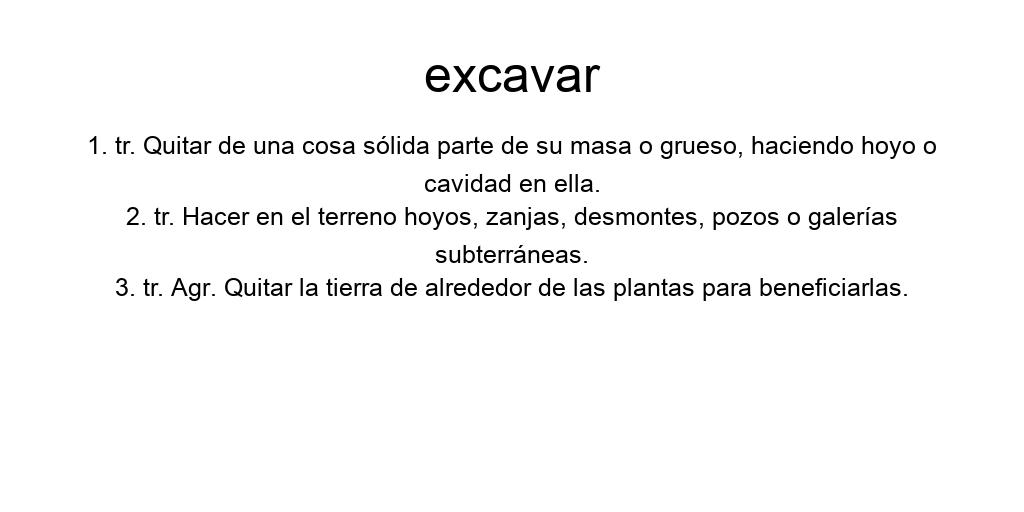 excavar
1. tr. Quitar de una cosa sólida parte de su masa o grueso, haciendo hoyo o
cavidad en ella.
2. tr. Hacer en el terreno hoyos, zanjas, desmontes, pozos o galerías
subterráneas.
3. tr. Agr. Quitar la tierra de alrededor de las plantas para beneficiarlas.